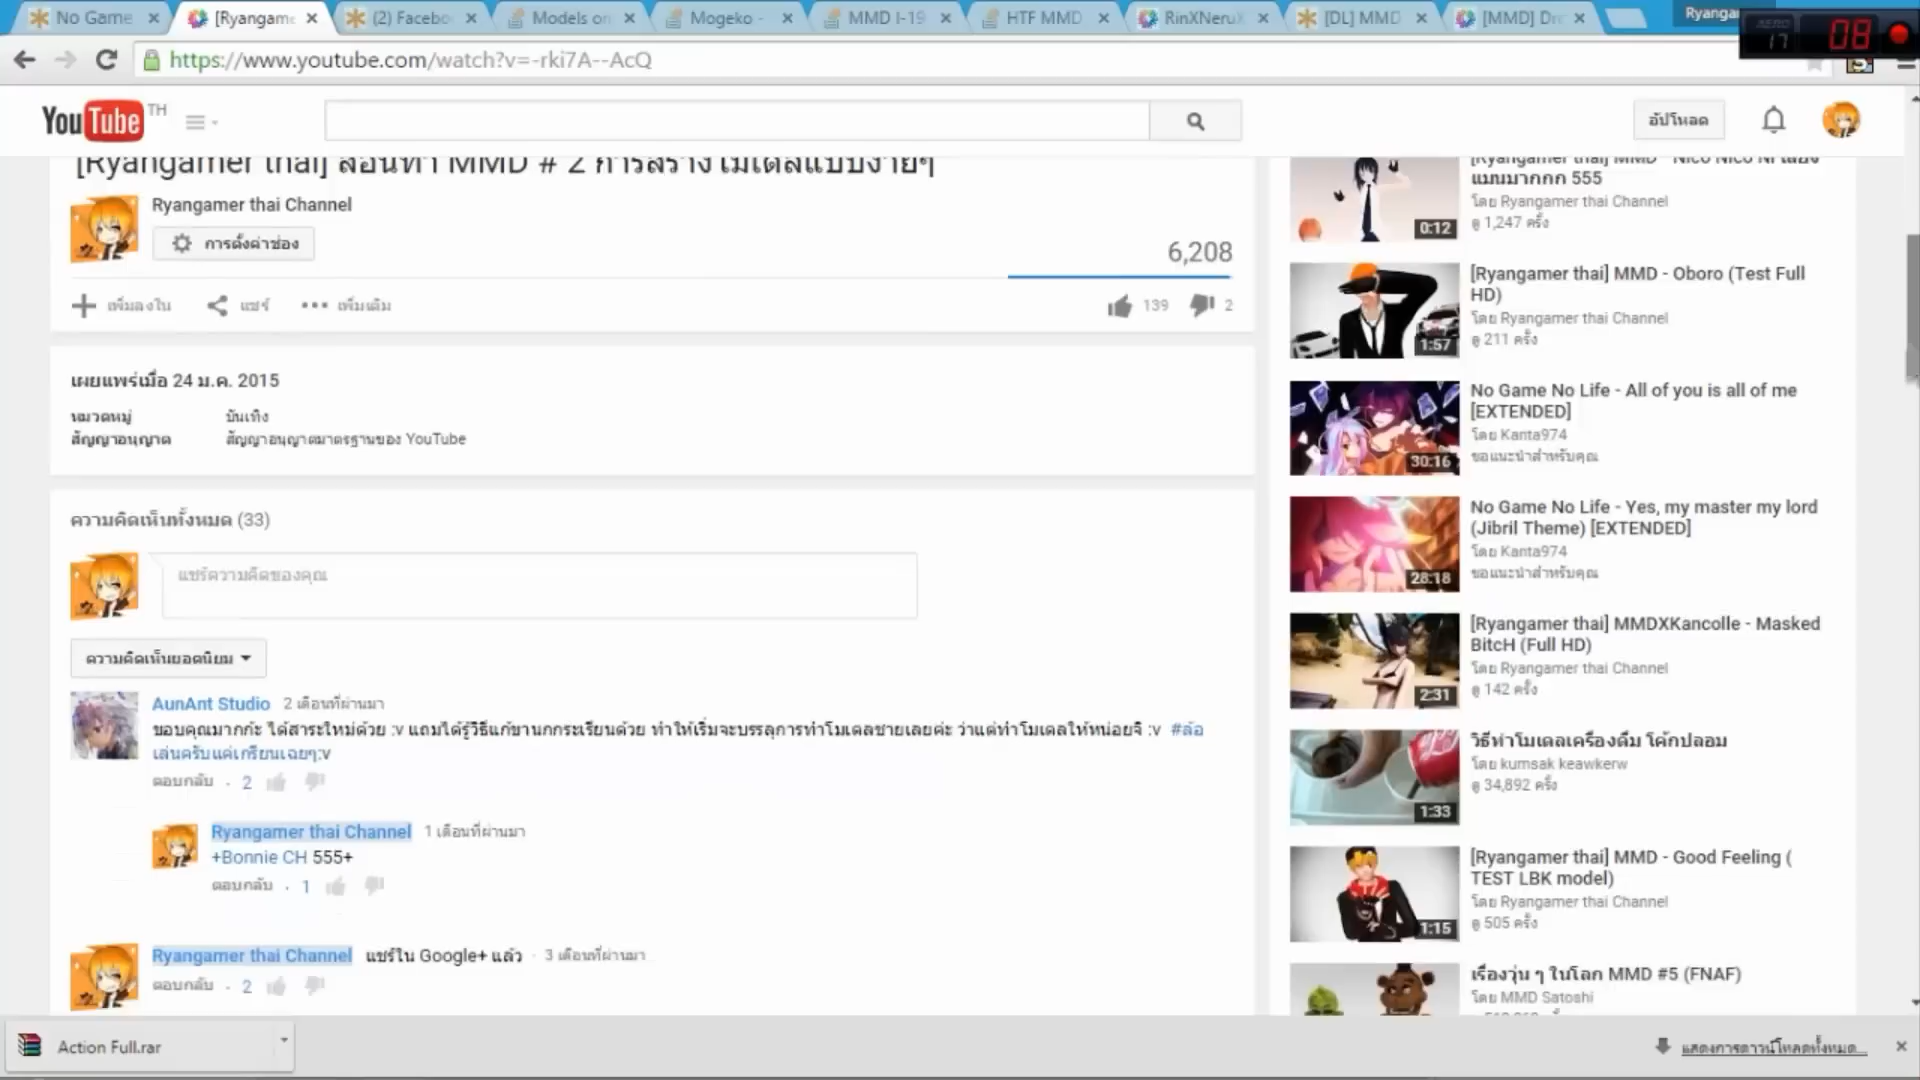 No Game
[Ryangame
(2) Facebo
Models on
Mogeko -
MMD I-19
HTF MMD
RinXNeruX
[DL] MMD
[MMD] Dr
Ryangar
17
08
https://www.youtube.com/watch?v=-rki7A--AcQ
YouTube TH
อัปโหลด
[Ryangamer thai] สอนทำ MMD # 2 การสร้างโมเดลแบบง่ายๆ
Ryangamer thai Channel
การตั้งค่าช่อง
6,208
เพิ่มลงใน
แชร์
เพิ่มเติม
139
2
เผยแพร่เมื่อ 24 ม.ค. 2015
หมวดหมู่ บันเทิง
สัญญาอนุญาต สัญญาอนุญาตมาตรฐานของ YouTube
ความคิดเห็นทั้งหมด (33)
แชร์ความคิดของคุณ
ความคิดเห็นยอดนิยม
AunAnt Studio 2 เดือนที่ผ่านมา
ขอบคุณมากก๊ะ ได้สาระใหม่ด้วย :v แถมได้รู้วิธีแก้ขานกกระเรียนด้วย ทำให้เริ่มจะบรรลุการทำโมเดลชายเลยค่ะ ว่าแต่ทำโมเดลให้หน่อยจิ :v #ล้อ
เล่นครับแค่เกรียนเฉยๆ:v
ตอบกลับ · 2
Ryangamer thai Channel 1 เดือนที่ผ่านมา
+Bonnie CH 555+
ตอบกลับ · 1
Ryangamer thai Channel แชร์ใน Google+ แล้ว · 3 เดือนที่ผ่านมา
ตอบกลับ · 2
[Ryangamer thai] MMD - Nico Nico Ni เสียง
แมนมากกก 555
โดย Ryangamer thai Channel
ดู 1,247 ครั้ง
0:12
[Ryangamer thai] MMD - Oboro (Test Full
HD)
โดย Ryangamer thai Channel
ดู 211 ครั้ง
1:57
No Game No Life - All of you is all of me
[EXTENDED]
โดย Kanta974
ขอแนะนำสำหรับคุณ
30:16
No Game No Life - Yes, my master my lord
(Jibril Theme) [EXTENDED]
โดย Kanta974
ขอแนะนำสำหรับคุณ
28:18
[Ryangamer thai] MMDXKancolle - Masked
BitcH (Full HD)
โดย Ryangamer thai Channel
ดู 142 ครั้ง
2:31
วิธีทำโมเดลเครื่องดื่ม โค้กปลอม
โดย kumsak keawkerw
ดู 34,892 ครั้ง
1:33
[Ryangamer thai] MMD - Good Feeling (
TEST LBK model)
โดย Ryangamer thai Channel
ดู 505 ครั้ง
1:15
เรื่องวุ่น ๆ ในโลก MMD #5 (FNAF)
โดย MMD Satoshi
Action Full.rar
แสดงการดาวน์โหลดทั้งหมด...